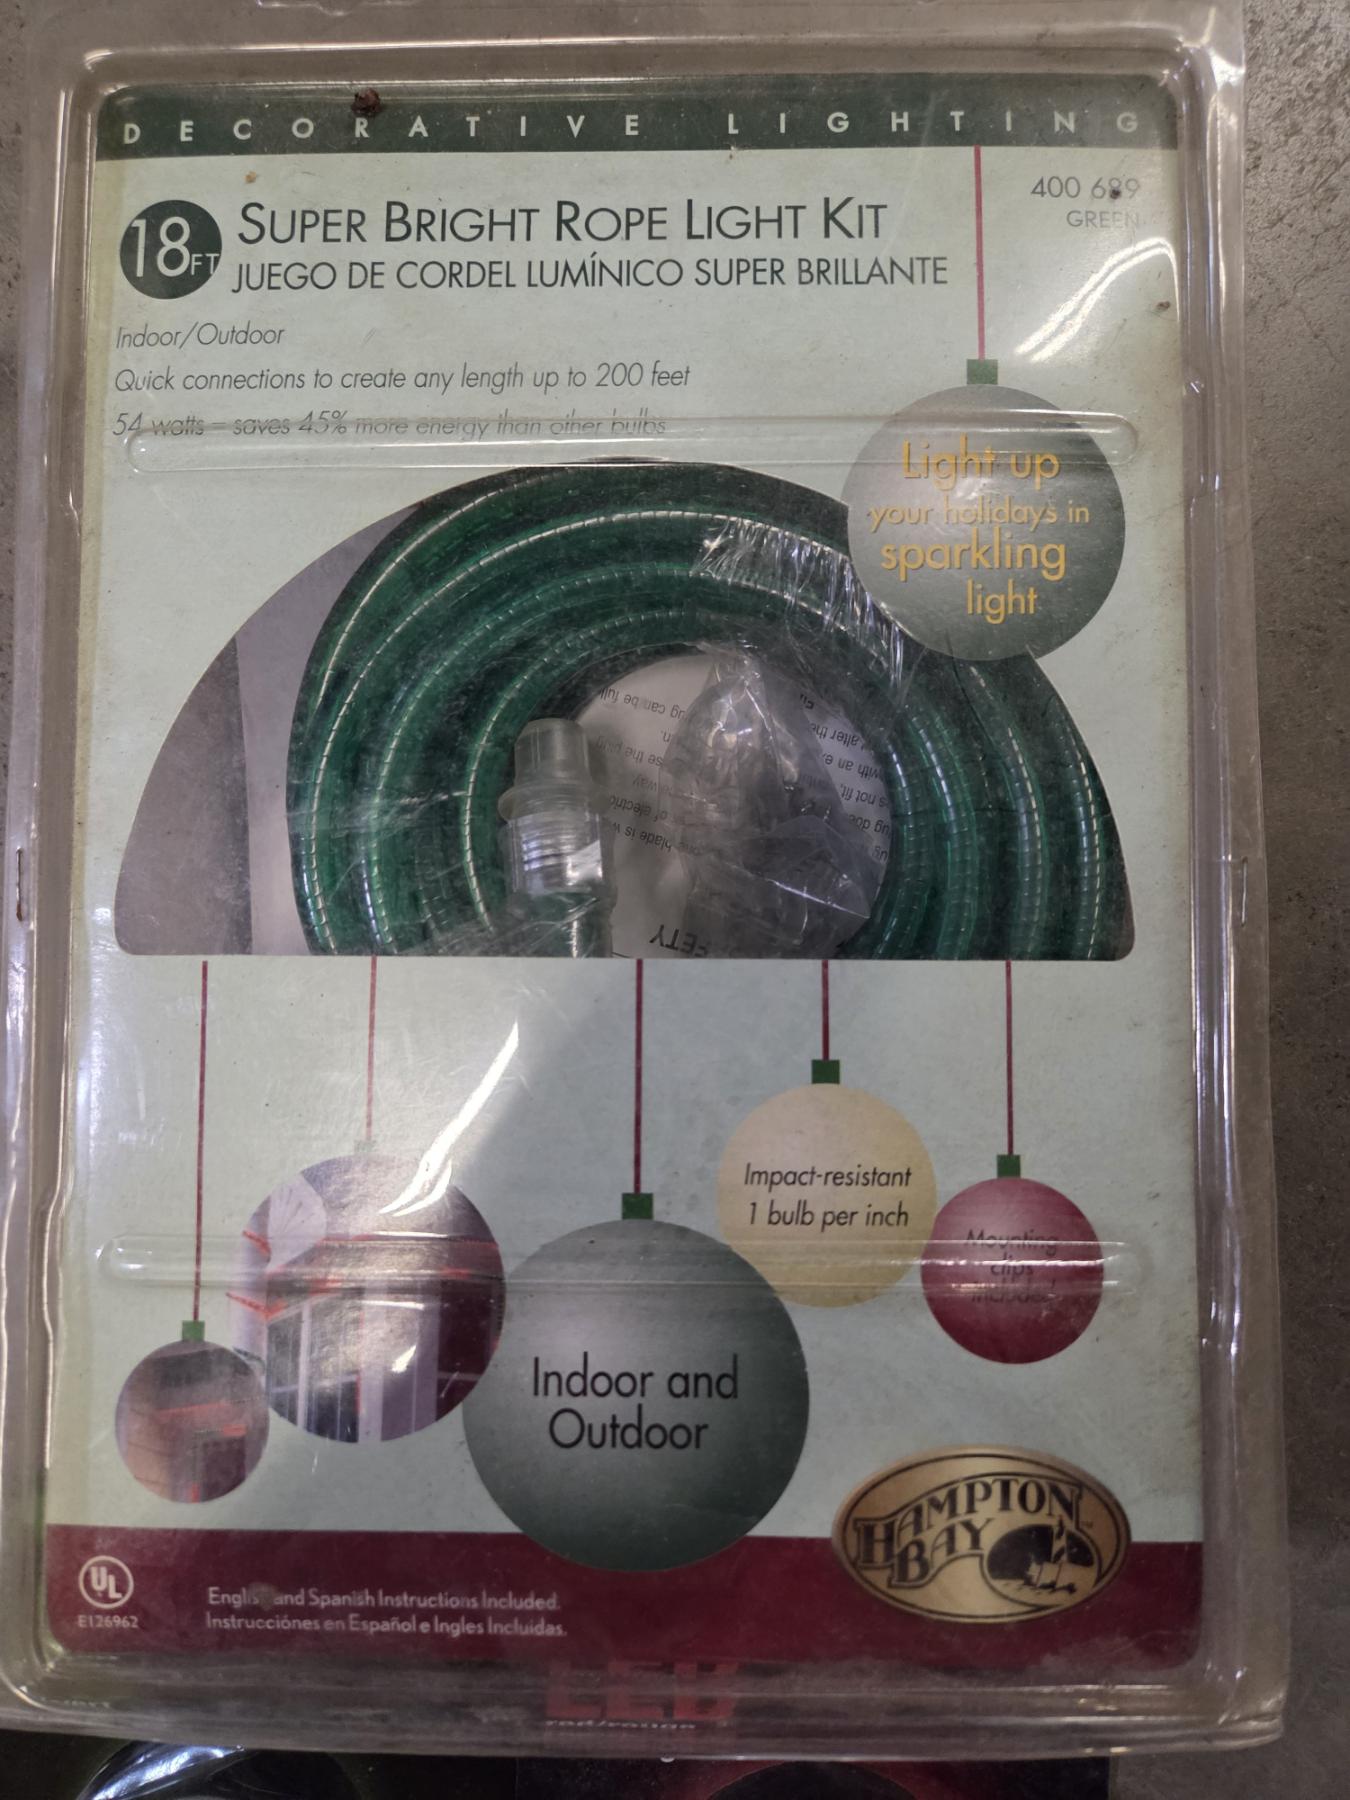 DECORATIVE LIGHTING
400 689
GREEN
18FT
SUPER BRIGHT ROPE LIGHT KIT
JUEGO DE CORDEL LUMÍNICO SUPER BRILLANTE
Indoor/Outdoor
Quick connections to create any length up to 200 feet
54 watts – saves 45% more energy than other bulbs
Light up
your holidays in
sparkling
light
Impact-resistant
1 bulb per inch
Mounting
clips
included
Indoor and
Outdoor
HAMPTON
BAY
UL
E126962
English and Spanish Instructions Included.
Instrucciónes en Español e Ingles Incluidas.
LED